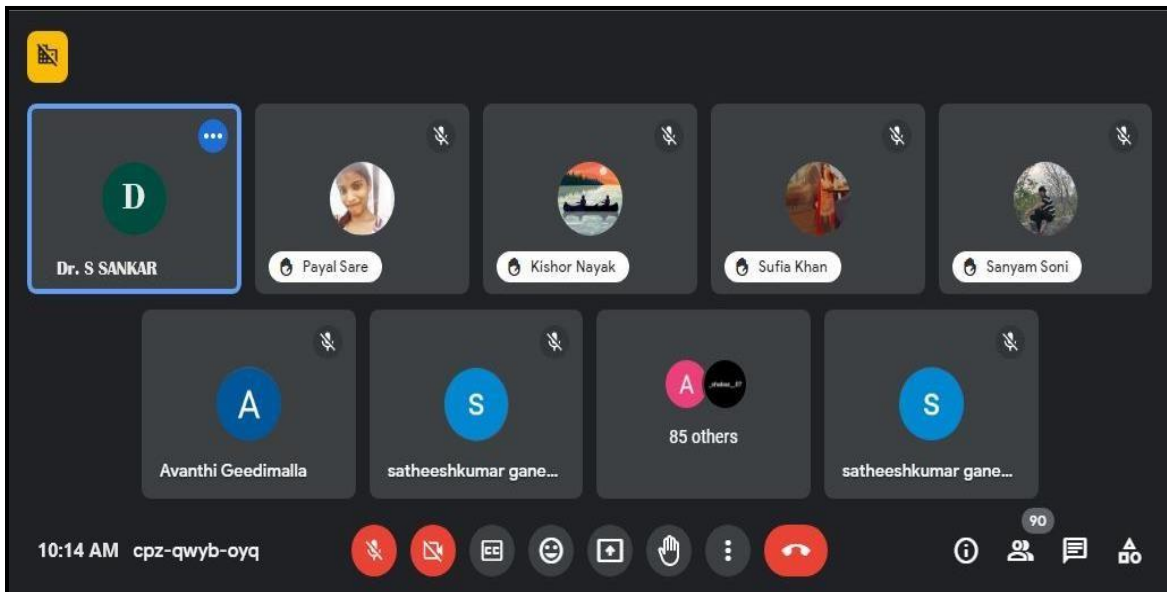 D
Dr. S SANKAR
Payal Sare
Kishor Nayak
Sufia Khan
Sanyam Soni
A
Avanthi Geedimalla
S
satheeshkumar gane...
A
85 others
S
satheeshkumar gane...
90
10:14 AM cpz-qwyb-oyq
CC